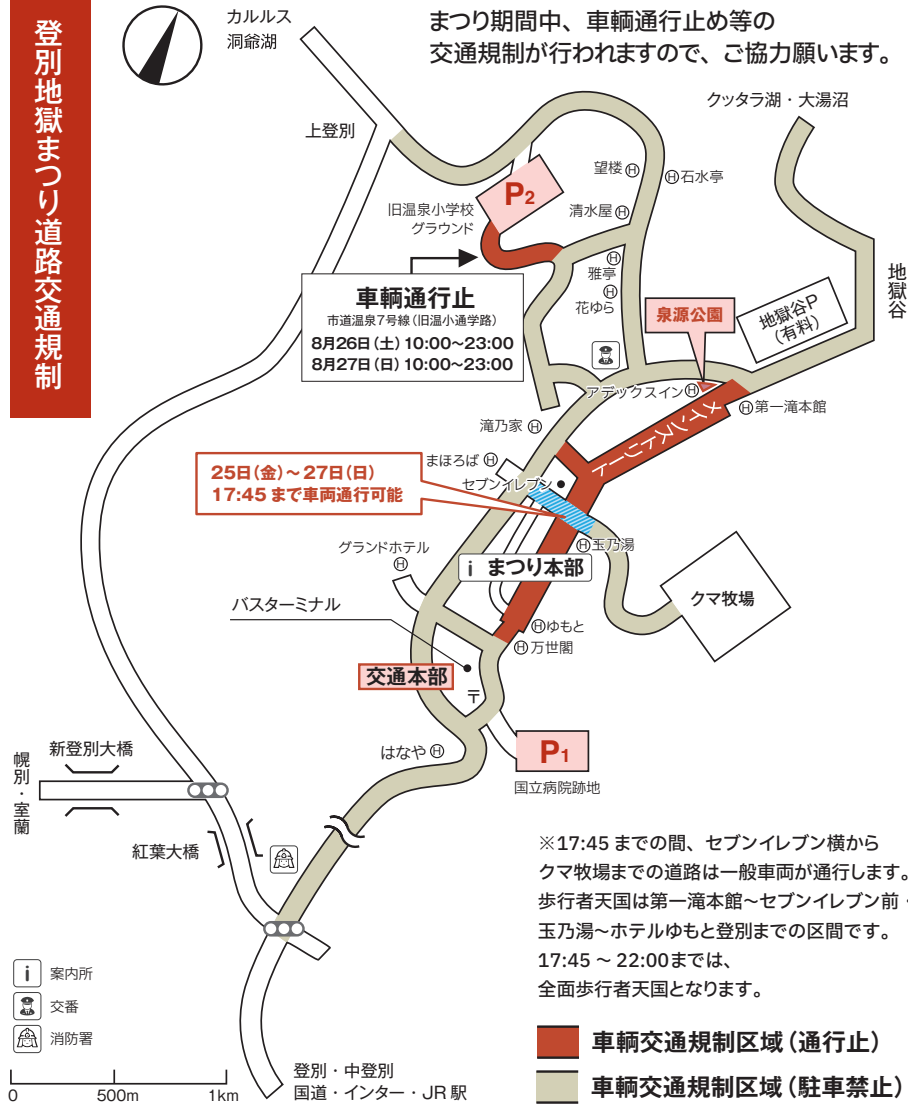 登別地獄まつり道路交通規制
カルルス
洞爺湖
まつり期間中、車輌通行止め等の
交通規制が行われますので、ご協力願います。
クッタラ湖・大湯沼
上登別
望楼 H
H 石水亭
P2
旧温泉小学校
グラウンド
清水屋 H
車輌通行止
市道温泉7号線（旧温小通学路）
8月26日（土）10:00〜23:00
8月27日（日）10:00〜23:00
H
雅亭
H
花ゆら
地獄谷
泉源公園
地獄谷P
（有料）
アデックスイン H
H 第一滝本館
メインストリート
滝乃家 H
まほろば H
セブンイレブン
25日（金）〜27日（日）
17:45 まで車両通行可能
H 玉乃湯
グランドホテル
H
i まつり本部
クマ牧場
バスターミナル
H ゆもと
H 万世閣
交通本部
〒
はなや H
P1
国立病院跡地
新登別大橋
幌別・室蘭
紅葉大橋
※17:45 までの間、セブンイレブン横から
クマ牧場までの道路は一般車両が通行します。
歩行者天国は第一滝本館〜セブンイレブン前・
玉乃湯〜ホテルゆもと登別までの区間です。
17:45 〜 22:00までは、
全面歩行者天国となります。
i 案内所
交番
消防署
0 500m 1km
登別・中登別
国道・インター・JR 駅
車輌交通規制区域（通行止）
車輌交通規制区域（駐車禁止）